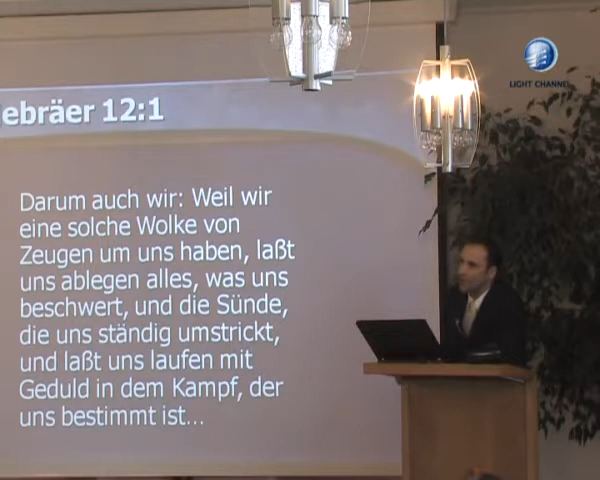 LIGHT CHANNEL
ebräer 12:1
Darum auch wir: Weil wir
eine solche Wolke von
Zeugen um uns haben, laßt
uns ablegen alles, was uns
beschwert, und die Sünde,
die uns ständig umstrickt,
und laßt uns laufen mit
Geduld in dem Kampf, der
uns bestimmt ist...